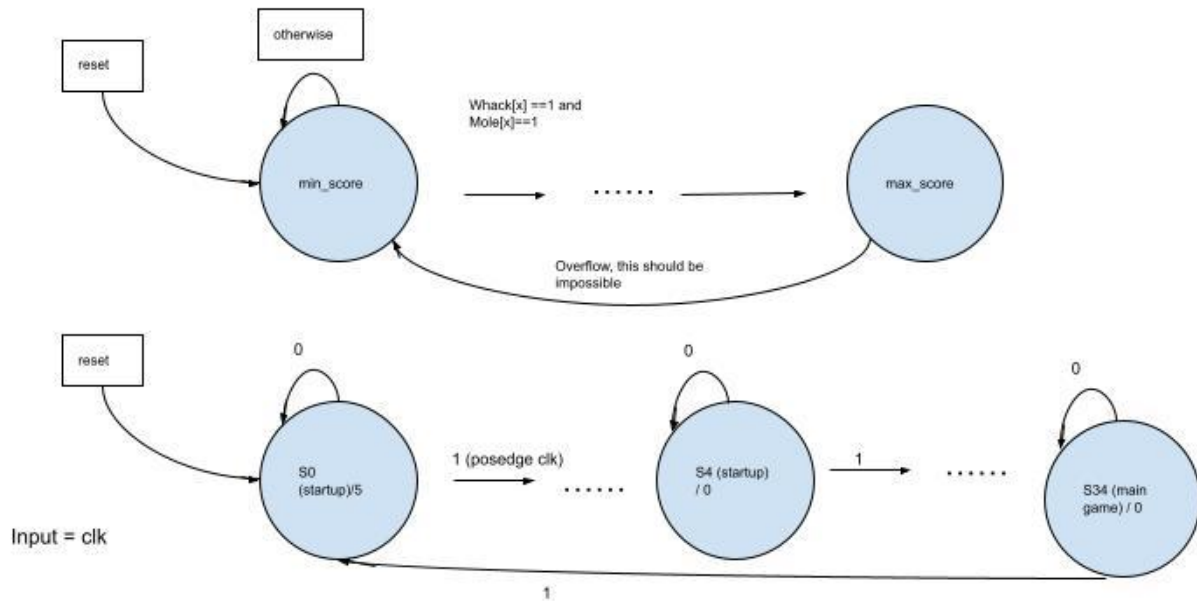 otherwise
reset
Whack[x] ==1 and
Mole[x]==1
min_score
......
max_score
Overflow, this should be
impossible
reset
0
0
0
S0
(startup)/5
1 (posedge clk)
......
S4 (startup)
/ 0
1
......
S34 (main
game) / 0
Input = clk
1